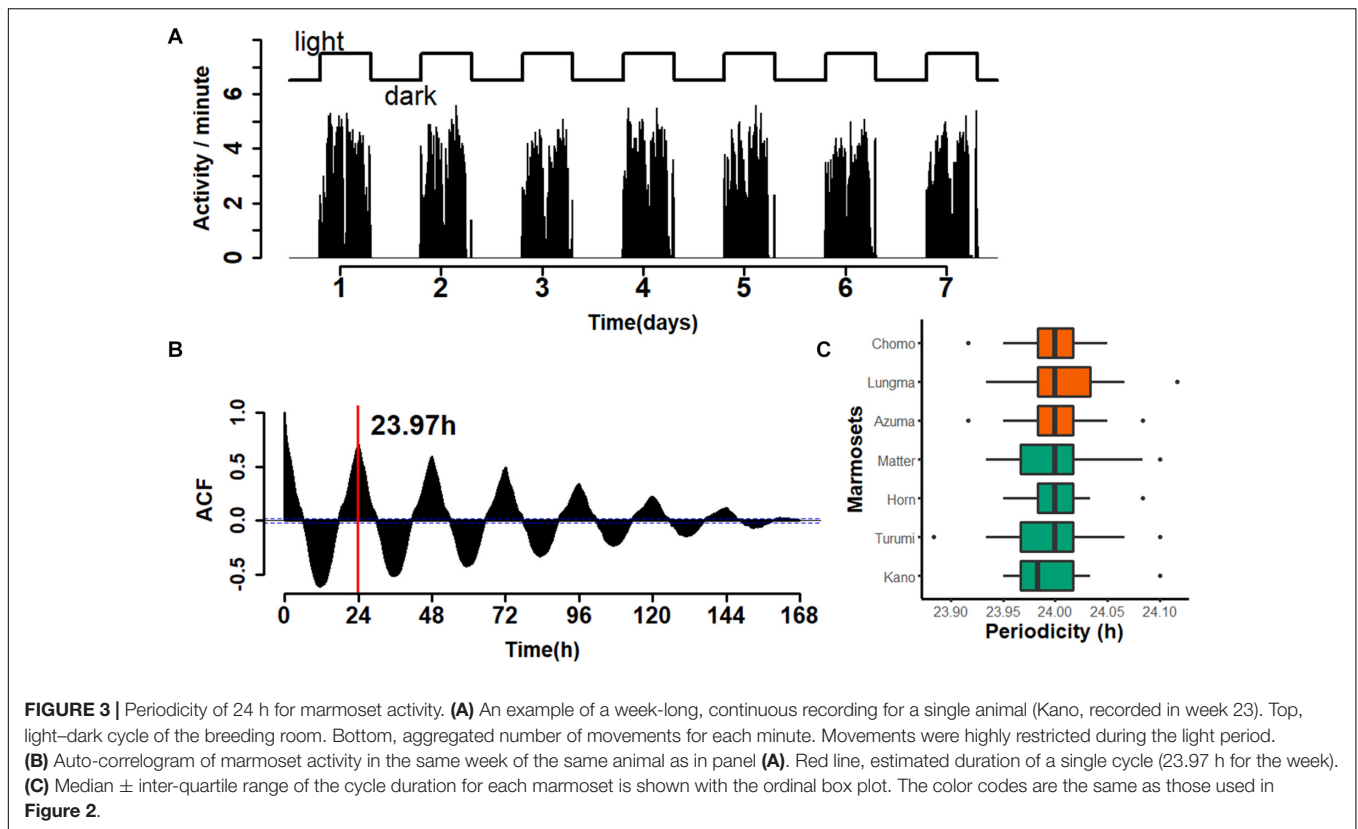 A
light
dark
Activity / minute
0 2 4 6
1 2 3 4 5 6 7
Time(days)
B
23.97h
ACF
-0.5 0.0 0.5 1.0
0 24 48 72 96 120 144 168
Time(h)
C
Marmosets
Chomo
Lungma
Azuma
Matter
Horn
Turumi
Kano
23.90 23.95 24.00 24.05 24.10
Periodicity (h)
FIGURE 3 | Periodicity of 24 h for marmoset activity. (A) An example of a week-long, continuous recording for a single animal (Kano, recorded in week 23). Top,
light–dark cycle of the breeding room. Bottom, aggregated number of movements for each minute. Movements were highly restricted during the light period.
(B) Auto-correlogram of marmoset activity in the same week of the same animal as in panel (A). Red line, estimated duration of a single cycle (23.97 h for the week).
(C) Median ± inter-quartile range of the cycle duration for each marmoset is shown with the ordinal box plot. The color codes are the same as those used in
Figure 2.